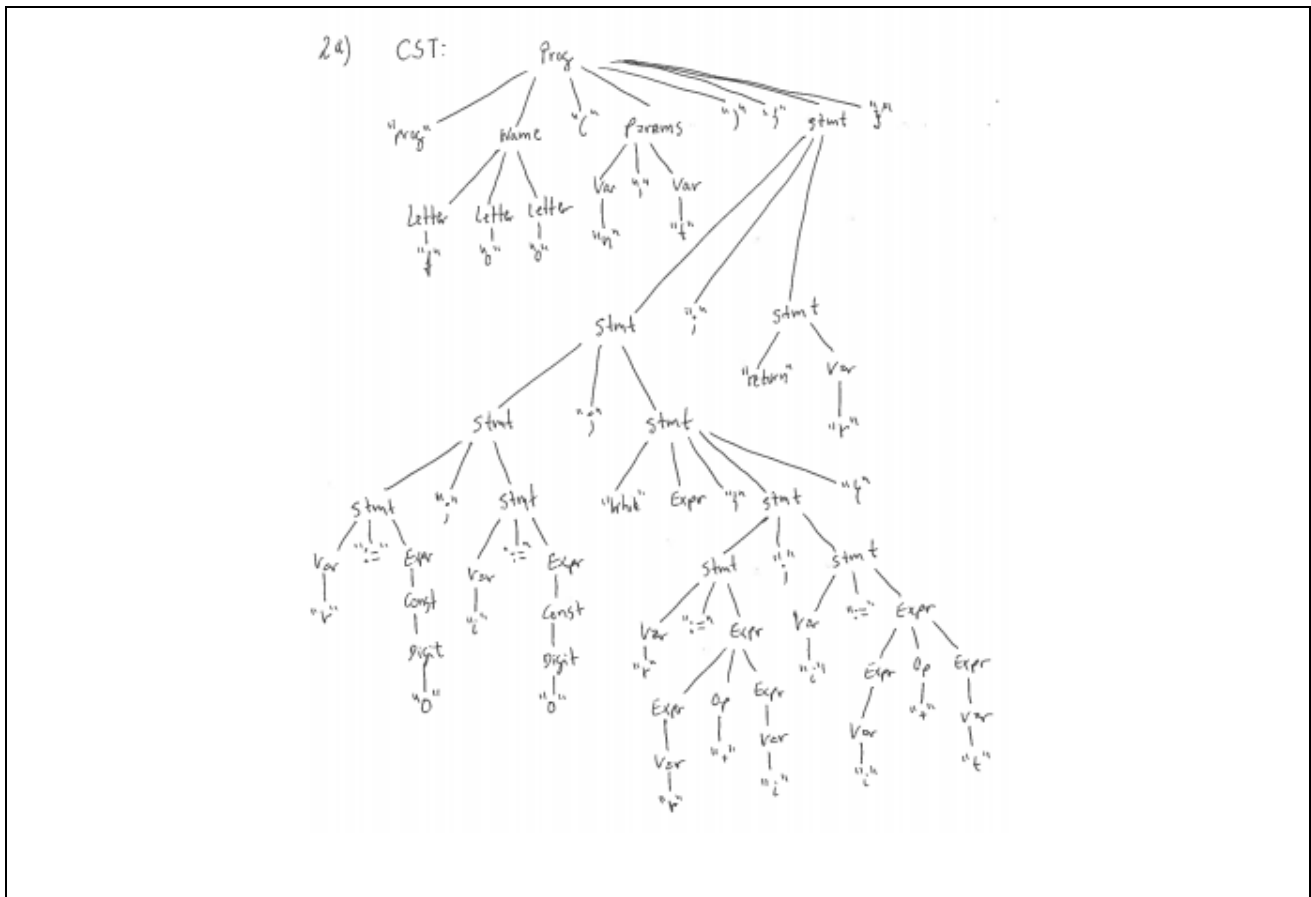 2a) CST: Prog
"prog" Name "(" Params ")" "{" stmt "}"
Var "," Var
Letter Letter Letter
"f" "o" "o" "n" "t"
stmt ";" stmt
"return" Var
"r"
stmt ";" stmt
stmt ";" stmt "while" Expr "{" stmt "}"
Var ":=" Expr Var ":=" Expr stmt ";" stmt
"r" Const "i" Const Var ":=" Expr Var ":=" Expr
Digit Digit "r" "i"
"0" "0" Expr Op Expr Expr Op Expr
Var "+" Var Var "+" Var
"r" "i" "i" "t"